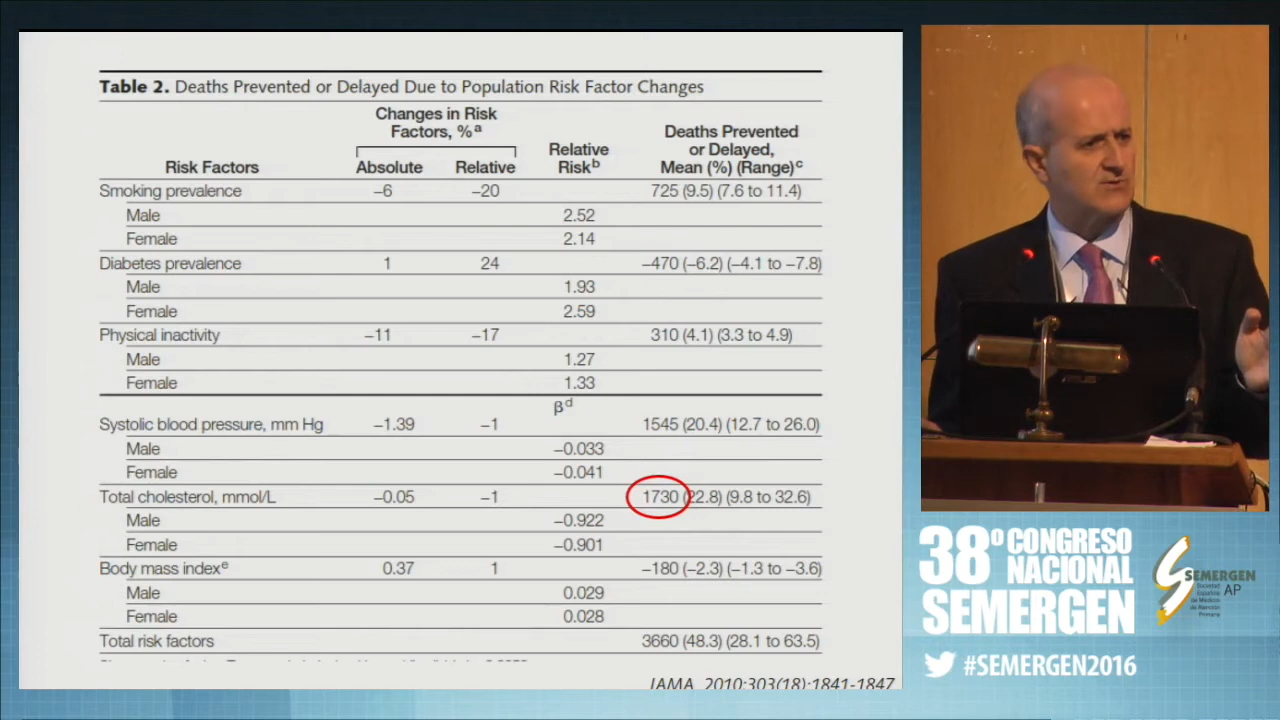 Table 2. Deaths Prevented or Delayed Due to Population Risk Factor Changes
Changes in Risk
Factors, %a
Deaths Prevented
or Delayed,
Mean (%) (Range)c
Relative
Riskb
Risk Factors Absolute Relative
Smoking prevalence −6 −20 725 (9.5) (7.6 to 11.4)
Male 2.52
Female 2.14
Diabetes prevalence 1 24 −470 (−6.2) (−4.1 to −7.8)
Male 1.93
Female 2.59
Physical inactivity −11 −17 310 (4.1) (3.3 to 4.9)
Male 1.27
Female 1.33
βd
Systolic blood pressure, mm Hg −1.39 −1 1545 (20.4) (12.7 to 26.0)
Male −0.033
Female −0.041
Total cholesterol, mmol/L −0.05 −1 1730 (22.8) (9.8 to 32.6)
Male −0.922
Female −0.901
Body mass indexe 0.37 1 −180 (−2.3) (−1.3 to −3.6)
Male 0.029
Female 0.028
Total risk factors 3660 (48.3) (28.1 to 63.5)
JAMA, 2010;303(18):1841-1847
38º CONGRESO
NACIONAL
SEMERGEN
#SEMERGEN2016
SEMERGEN
Sociedad
Española
de Médicos
de Atención
Primaria
AP